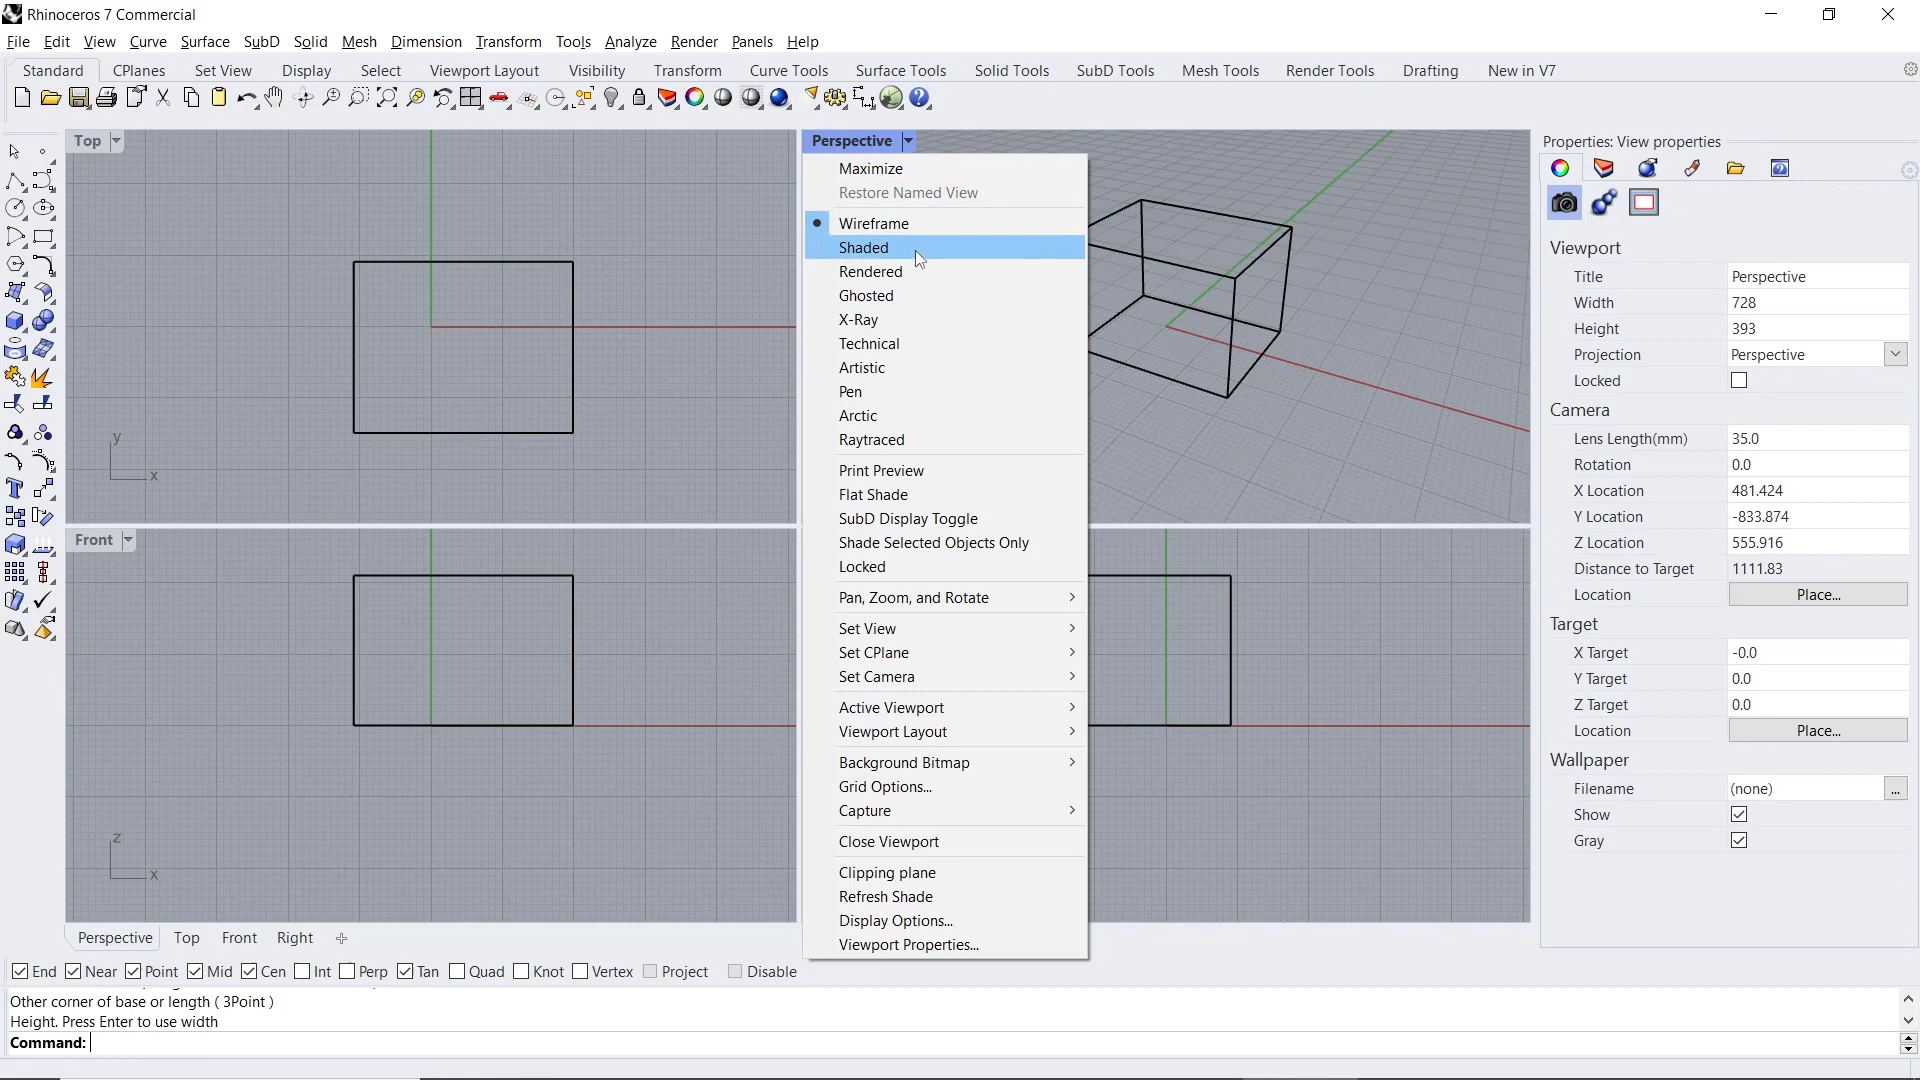 Rhinoceros 7 Commercial
File Edit View Curve Surface SubD Solid Mesh Dimension Transform Tools Analyze Render Panels Help
Standard CPlanes Set View Display Select Viewport Layout Visibility Transform Curve Tools Surface Tools Solid Tools SubD Tools Mesh Tools Render Tools Drafting New in V7
Top
y
x
Front
z
x
Perspective
Maximize
Restore Named View
Wireframe
Shaded
Rendered
Ghosted
X-Ray
Technical
Artistic
Pen
Arctic
Raytraced
Print Preview
Flat Shade
SubD Display Toggle
Shade Selected Objects Only
Locked
Pan, Zoom, and Rotate
Set View
Set CPlane
Set Camera
Active Viewport
Viewport Layout
Background Bitmap
Grid Options...
Capture
Close Viewport
Clipping plane
Refresh Shade
Display Options...
Viewport Properties...
Properties: View properties
Viewport
Title Perspective
Width 728
Height 393
Projection Perspective
Locked
Camera
Lens Length(mm) 35.0
Rotation 0.0
X Location 481.424
Y Location -833.874
Z Location 555.916
Distance to Target 1111.83
Location Place...
Target
X Target -0.0
Y Target 0.0
Z Target 0.0
Location Place...
Wallpaper
Filename (none) ...
Show
Gray
Perspective Top Front Right
End Near Point Mid Cen Int Perp Tan Quad Knot Vertex Project Disable
Other corner of base or length ( 3Point )
Height. Press Enter to use width
Command: